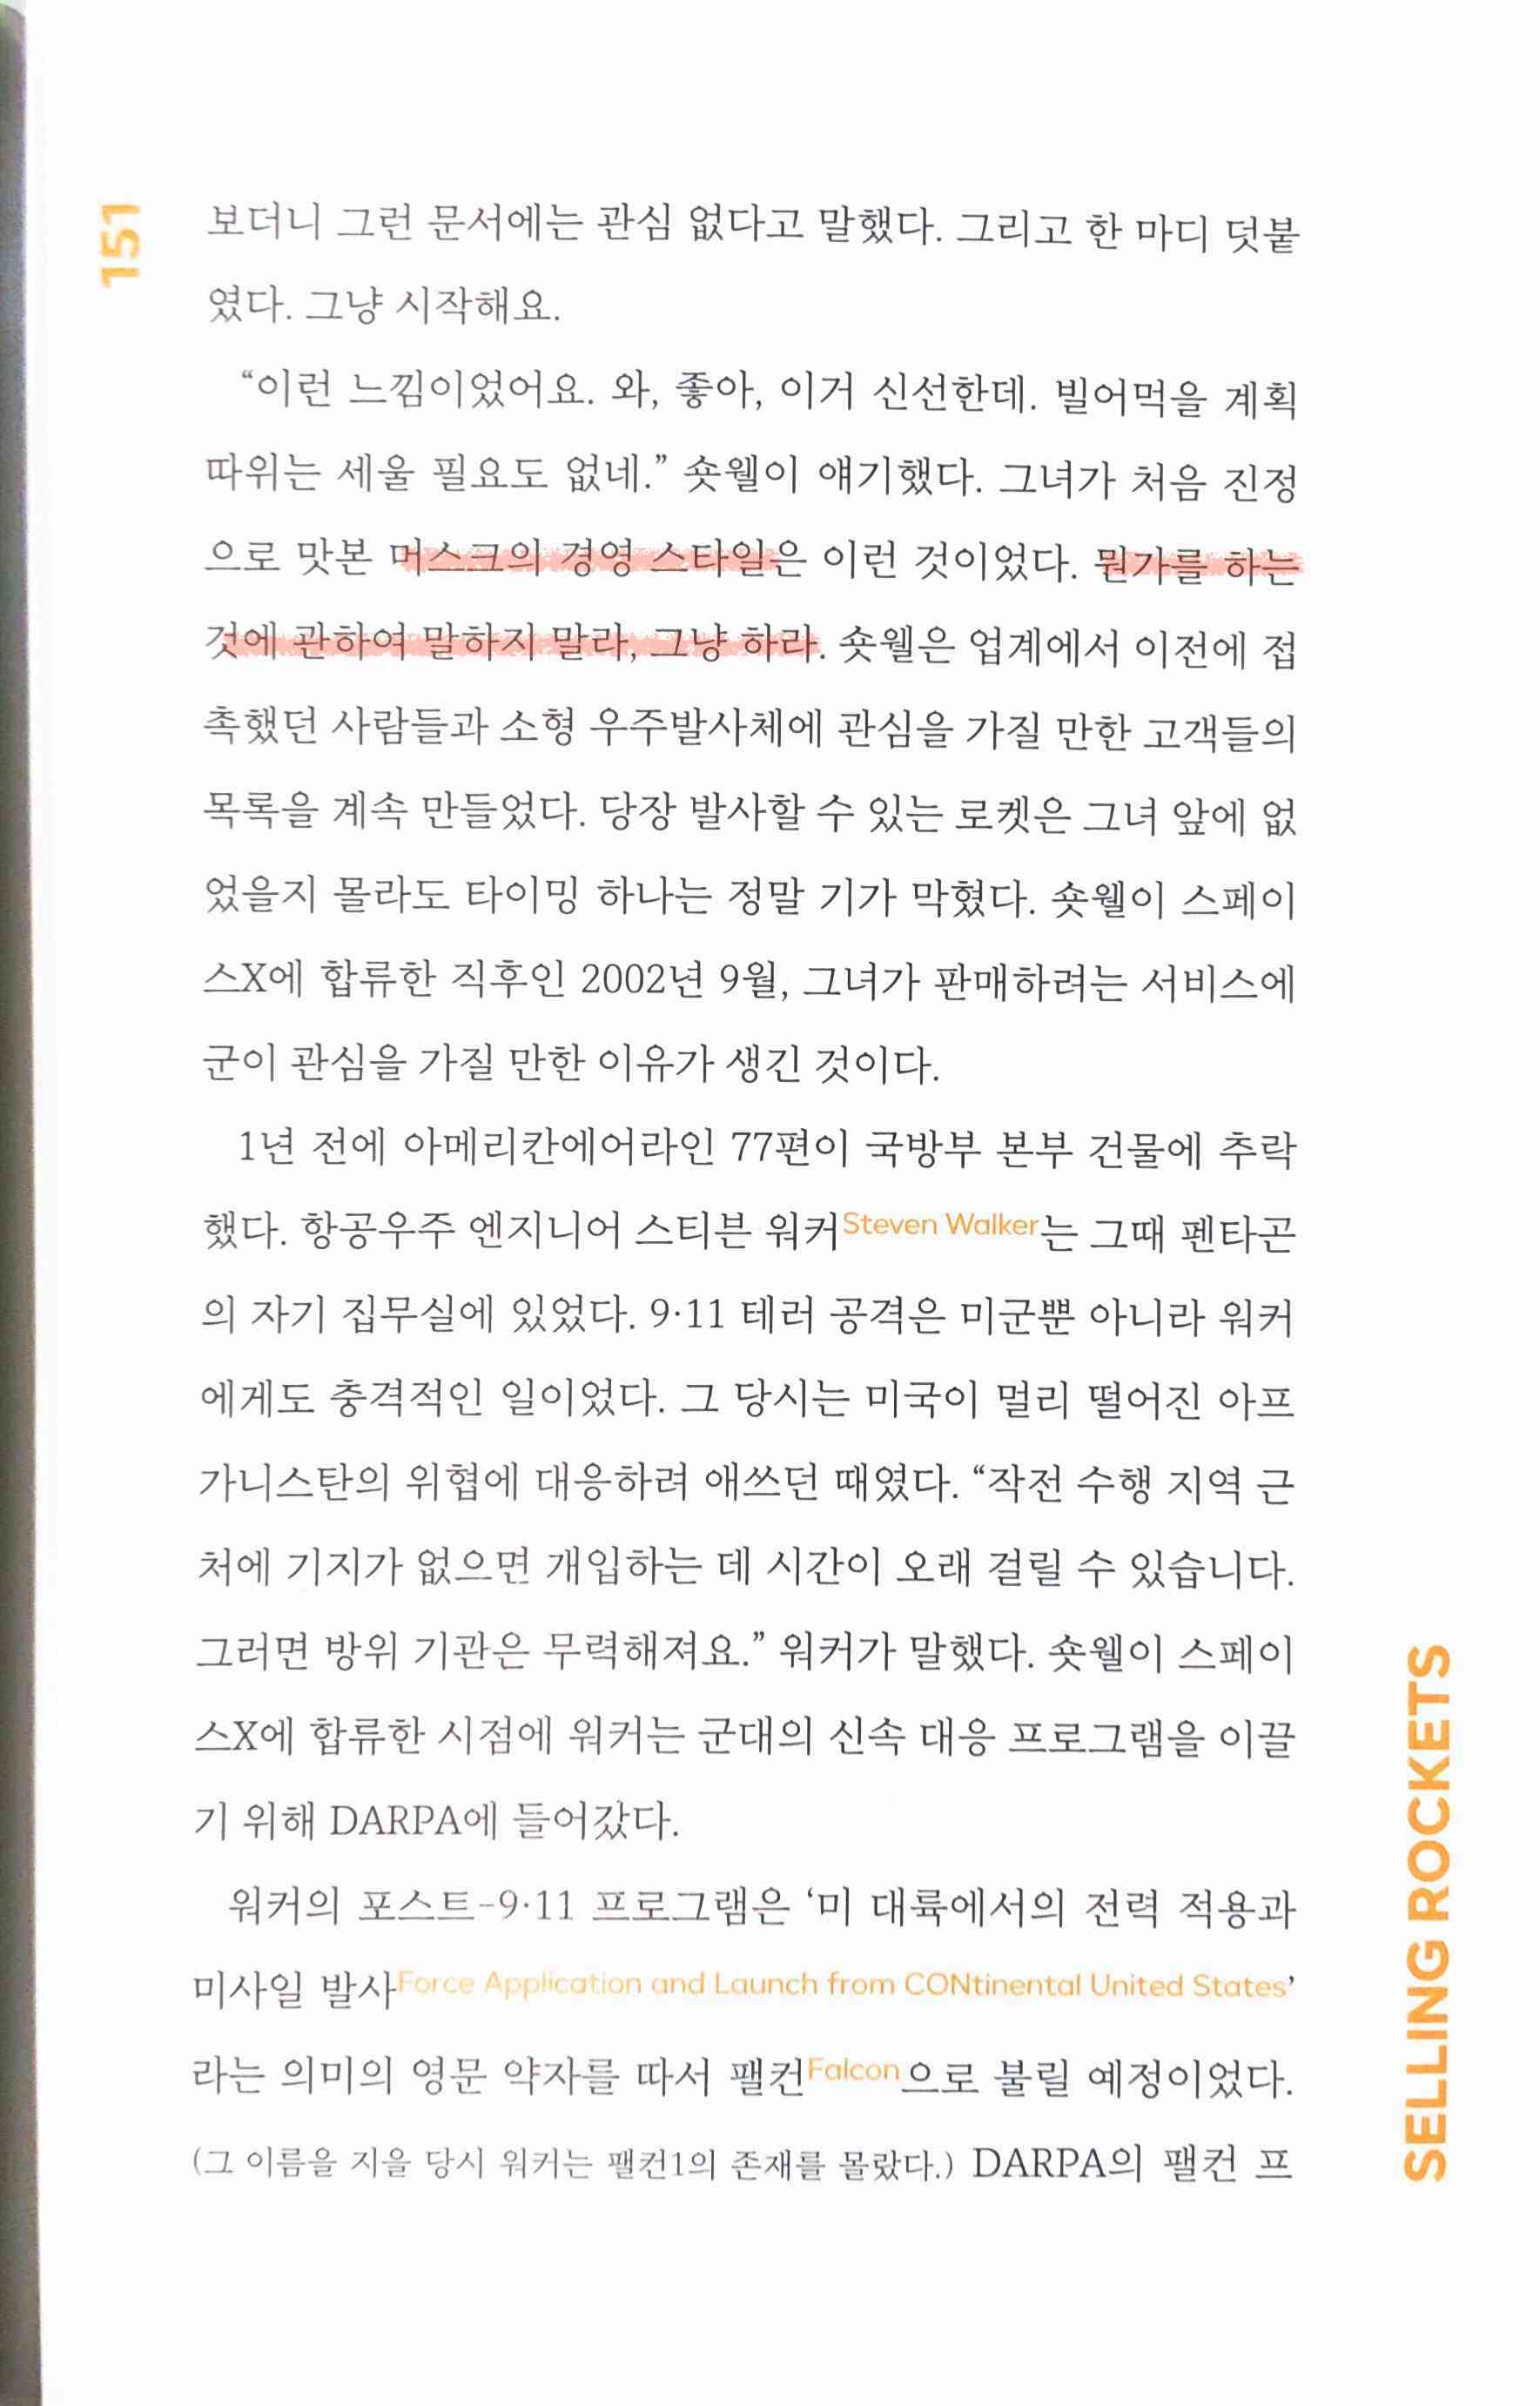 151
보더니 그런 문서에는 관심 없다고 말했다. 그리고 한 마디 덧붙
였다. 그냥 시작해요.
“이런 느낌이었어요. 와, 좋아, 이거 신선한데. 빌어먹을 계획
따위는 세울 필요도 없네.” 숏웰이 얘기했다. 그녀가 처음 진정
으로 맛본 머스크의 경영 스타일은 이런 것이었다. 뭔가를 하는
것에 관하여 말하지 말라, 그냥 하라. 숏웰은 업계에서 이전에 접
촉했던 사람들과 소형 우주발사체에 관심을 가질 만한 고객들의
목록을 계속 만들었다. 당장 발사할 수 있는 로켓은 그녀 앞에 없
었을지 몰라도 타이밍 하나는 정말 기가 막혔다. 숏웰이 스페이
스X에 합류한 직후인 2002년 9월, 그녀가 판매하려는 서비스에
군이 관심을 가질 만한 이유가 생긴 것이다.
1년 전에 아메리칸에어라인 77편이 국방부 본부 건물에 추락
했다. 항공우주 엔지니어 스티븐 워커Steven Walker는 그때 펜타곤
의 자기 집무실에 있었다. 9·11 테러 공격은 미군뿐 아니라 워커
에게도 충격적인 일이었다. 그 당시는 미국이 멀리 떨어진 아프
가니스탄의 위협에 대응하려 애쓰던 때였다. “작전 수행 지역 근
처에 기지가 없으면 개입하는 데 시간이 오래 걸릴 수 있습니다.
그러면 방위 기관은 무력해져요.” 워커가 말했다. 숏웰이 스페이
스X에 합류한 시점에 워커는 군대의 신속 대응 프로그램을 이끌
기 위해 DARPA에 들어갔다.
워커의 포스트-9·11 프로그램은 ‘미 대륙에서의 전력 적용과
미사일 발사Force Application and Launch from CONtinental United States’
라는 의미의 영문 약자를 따서 팰컨Falcon으로 불릴 예정이었다.
(그 이름을 지을 당시 워커는 팰컨1의 존재를 몰랐다.) DARPA의 팰컨 프
SELLING ROCKETS